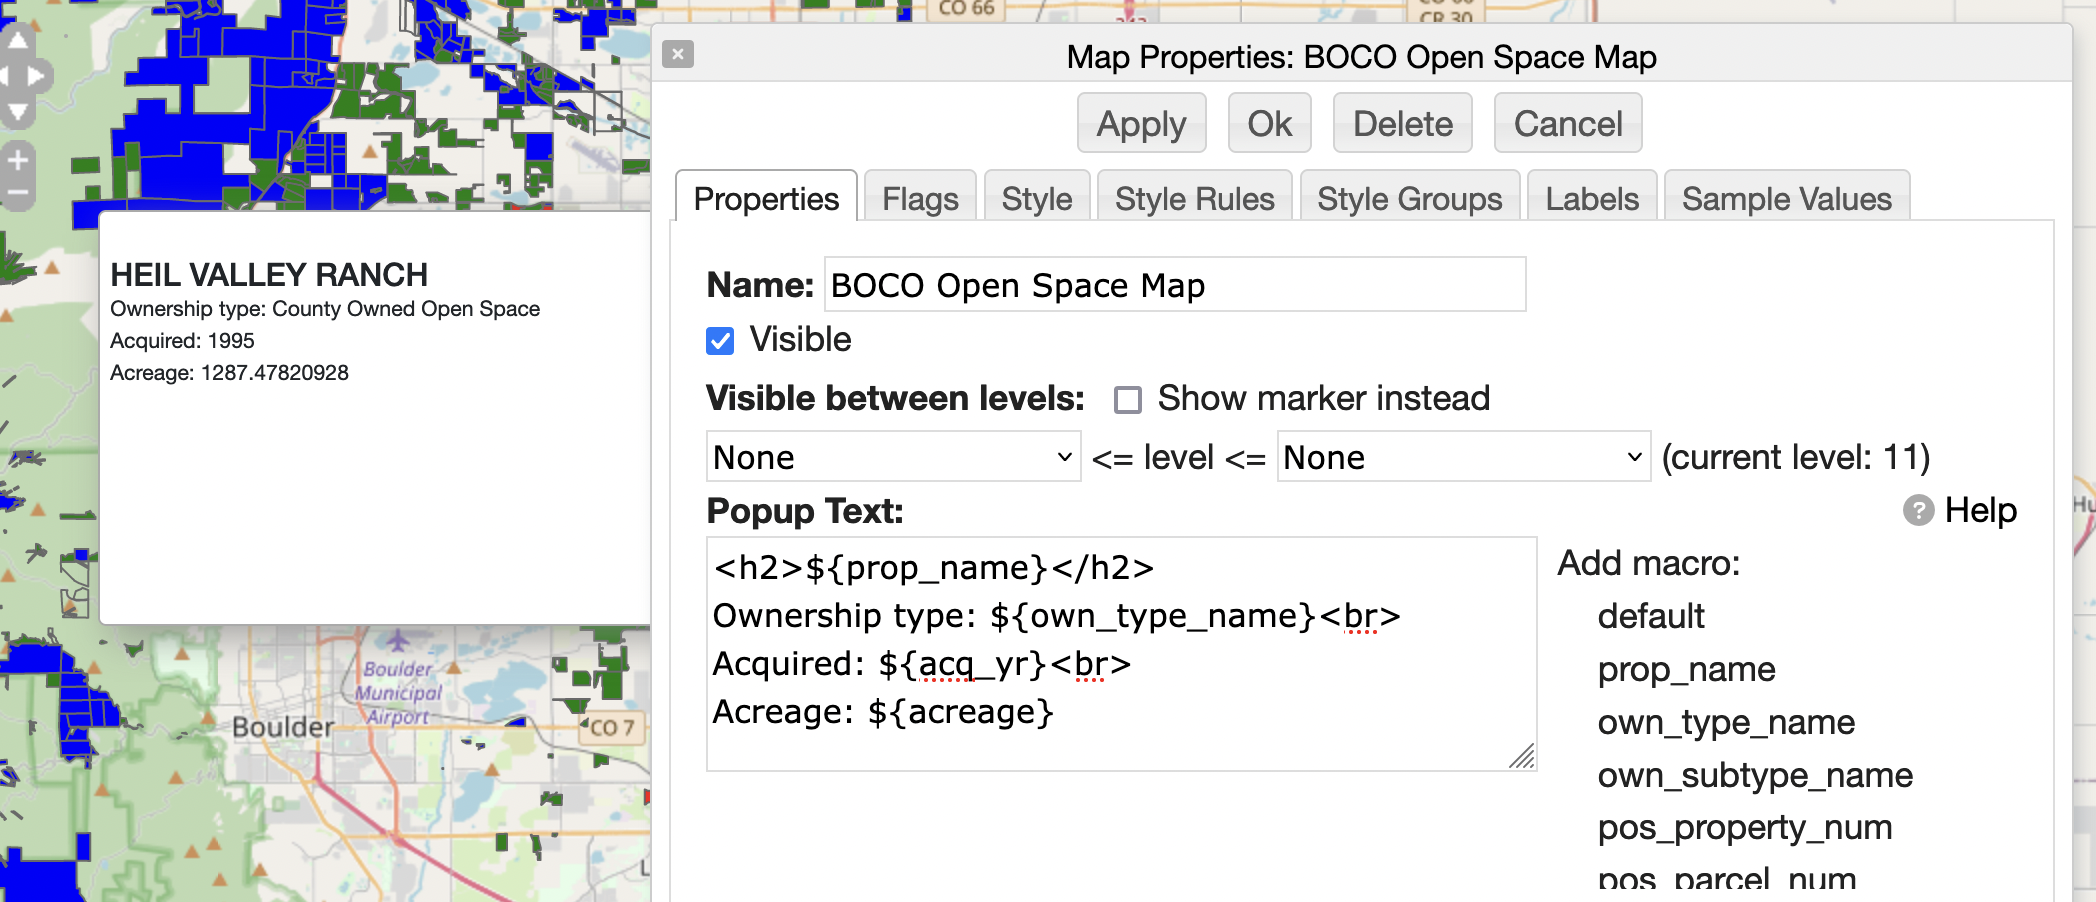 CO 66
CR 30
Map Properties: BOCO Open Space Map
Apply
Ok
Delete
Cancel
Properties
Flags
Style
Style Rules
Style Groups
Labels
Sample Values
HEIL VALLEY RANCH
Ownership type: County Owned Open Space
Acquired: 1995
Acreage: 1287.47820928
Name:
BOCO Open Space Map
Visible
Visible between levels:
Show marker instead
None
<= level <=
None
(current level: 11)
Popup Text:
Help
<h2>${prop_name}</h2>
Ownership type: ${own_type_name}<br>
Acquired: ${acq_yr}<br>
Acreage: ${acreage}
Add macro:
default
prop_name
own_type_name
own_subtype_name
pos_property_num
pos_parcel_num
Boulder
Municipal
Airport
Boulder
CO 7